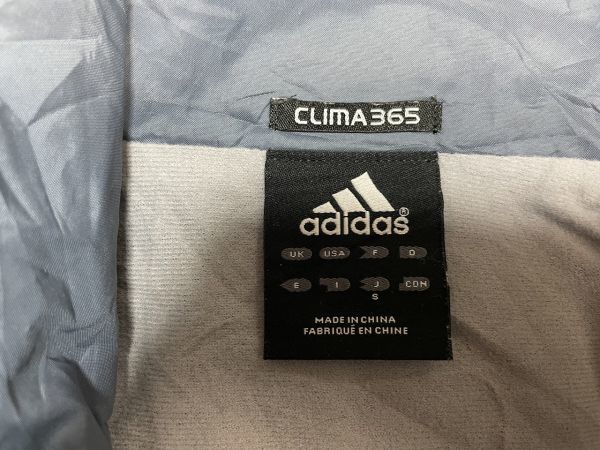 CLIMA365
adidas®
UK USA F D
E I J CDN
S
MADE IN CHINA
FABRIQUÉ EN CHINE